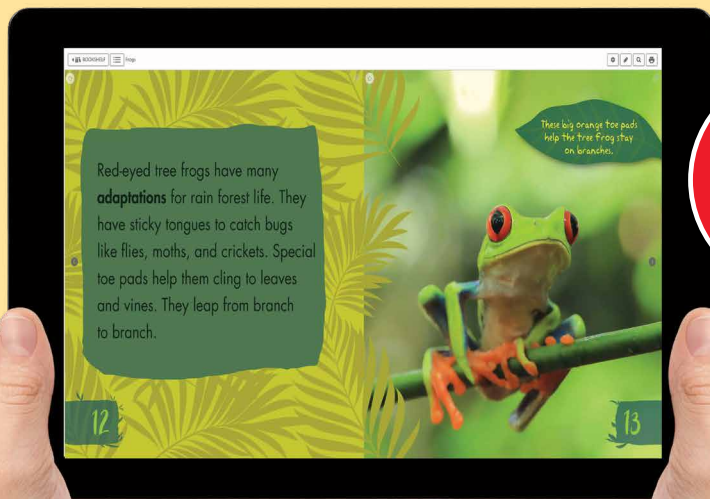 BOOKSHELF
Frogs
Red-eyed tree frogs have many
adaptations for rain forest life. They
have sticky tongues to catch bugs
like flies, moths, and crickets. Special
toe pads help them cling to leaves
and vines. They leap from branch
to branch.
12
These big orange toe pads
help the tree frog stay
on branches.
13